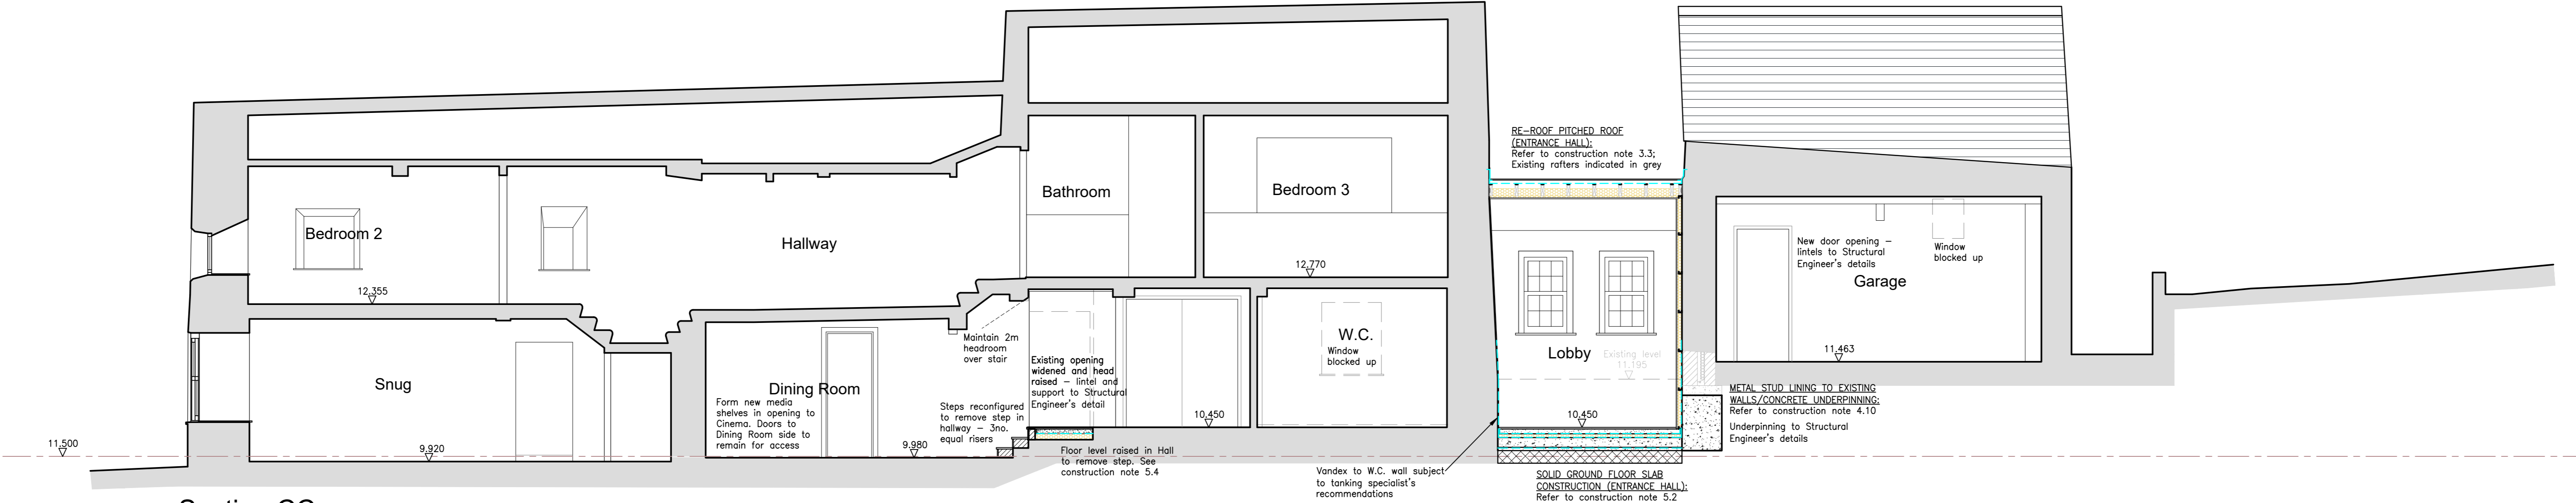 RE-ROOF PITCHED ROOF
(ENTRANCE HALL):
Refer to construction note 3.3;
Existing rafters indicated in grey
Bathroom
Bedroom 3
Bedroom 2
Hallway
New door opening –
lintels to Structural
Engineer's details
Window
blocked up
Garage
12.770
12.355
Maintain 2m
headroom
over stair
W.C.
Window
blocked up
Lobby
Existing level
11.195
11.463
Existing opening
widened and head
raised – lintel and
support to Structural
Engineer's detail
Snug
Dining Room
Form new media
shelves in opening to
Cinema. Doors to
Dining Room side to
remain for access
Steps reconfigured
to remove step in
hallway – 3no.
equal risers
METAL STUD LINING TO EXISTING
WALLS/CONCRETE UNDERPINNING:
Refer to construction note 4.10
Underpinning to Structural
Engineer's details
10.450
10.450
11.500
9.920
9.980
Floor level raised in Hall
to remove step. See
construction note 5.4
Vandex to W.C. wall subject
to tanking specialist's
recommendations
SOLID GROUND FLOOR SLAB
CONSTRUCTION (ENTRANCE HALL):
Refer to construction note 5.2
Section CC